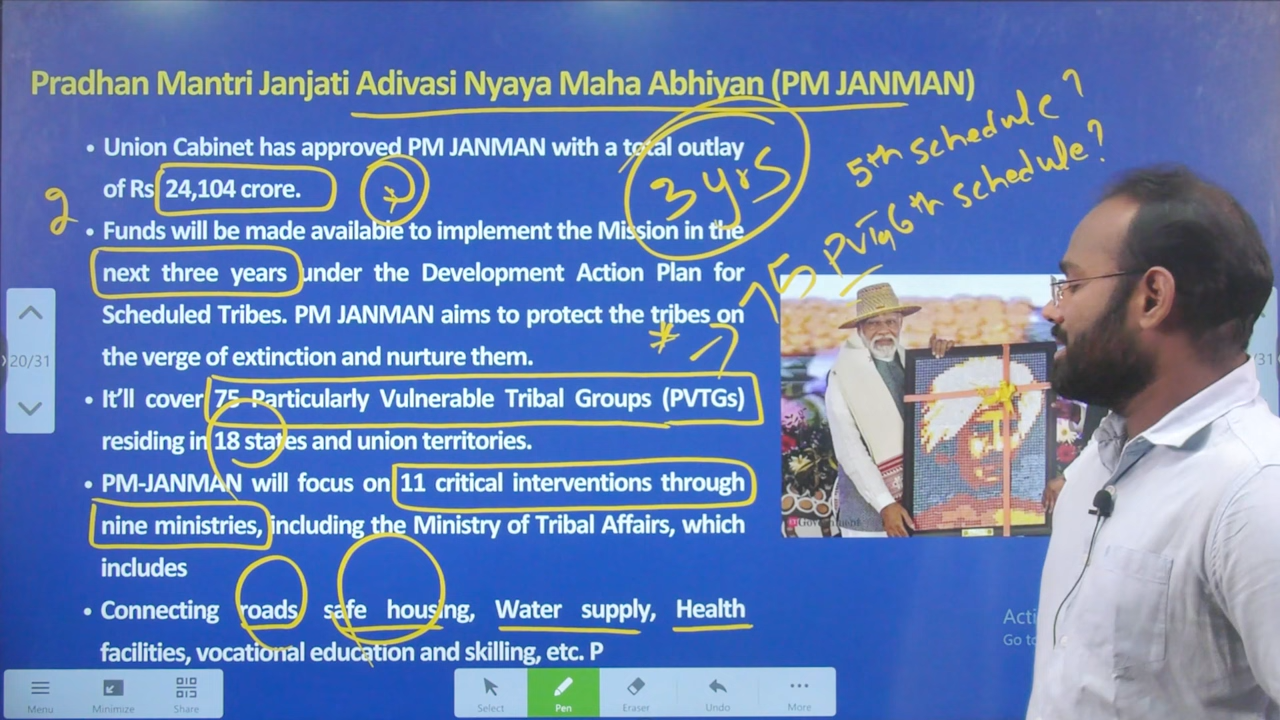 Pradhan Mantri Janjati Adivasi Nyaya Maha Abhiyan (PM JANMAN)
• Union Cabinet has approved PM JANMAN with a total outlay
of Rs 24,104 crore.
• Funds will be made available to implement the Mission in the
next three years under the Development Action Plan for
Scheduled Tribes. PM JANMAN aims to protect the tribes on
the verge of extinction and nurture them.
• It'll cover 75 Particularly Vulnerable Tribal Groups (PVTGs)
residing in 18 states and union territories.
• PM-JANMAN will focus on 11 critical interventions through
nine ministries, including the Ministry of Tribal Affairs, which
includes
• Connecting roads safe housing, Water supply, Health
facilities, vocational education and skilling, etc. P
3 yrs
5th schedule?
6th schedule?
75 PVTG
20/31
Acti
Go to
Menu
Minimize
Share
Select
Pen
Eraser
Undo
More